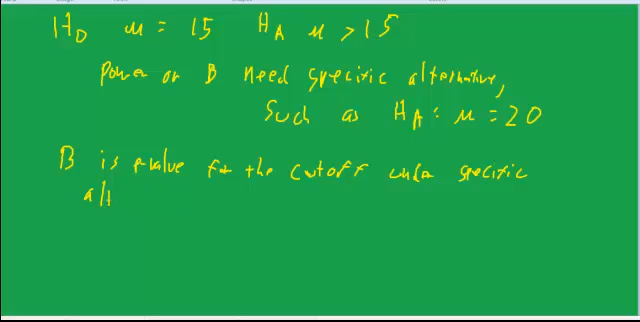 H0 μ = 15 HA μ > 15
Power or B need specific alternative,
Such as HA: μ = 20
B is p-value for the cutoff under specific
alt